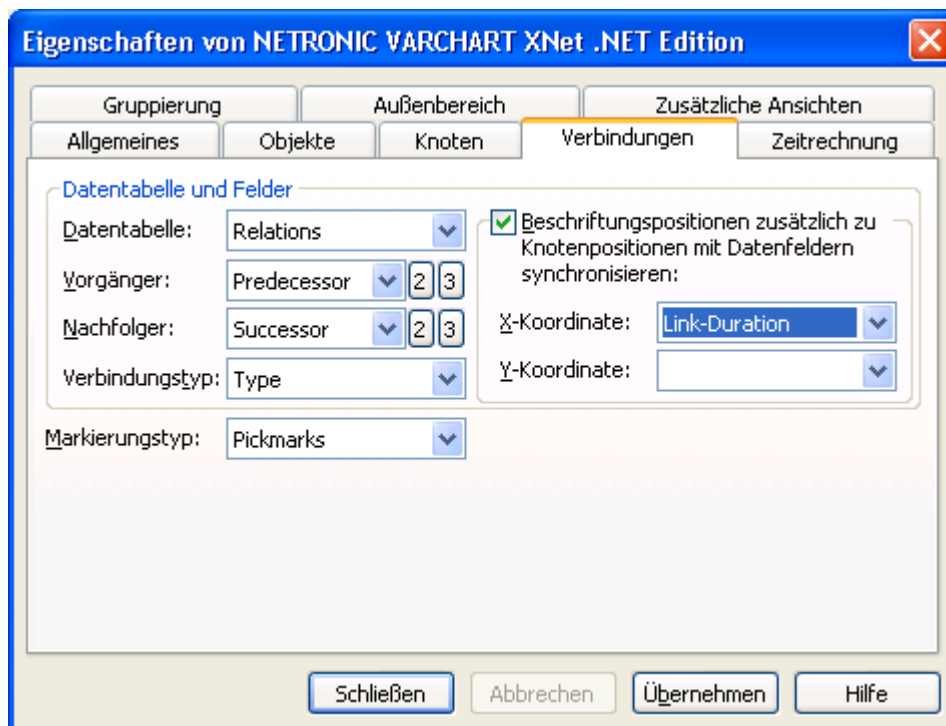 Eigenschaften von NETRONIC VARCHART XNet .NET Edition
Gruppierung Außenbereich Zusätzliche Ansichten
Allgemeines Objekte Knoten Verbindungen Zeitrechnung
Datentabelle und Felder
Datentabelle: Relations
Vorgänger: Predecessor 2 3
Nachfolger: Successor 2 3
Verbindungstyp: Type
Beschriftungspositionen zusätzlich zu
Knotenpositionen mit Datenfeldern
synchronisieren:
X-Koordinate: Link-Duration
Y-Koordinate:
Markierungstyp: Pickmarks
Schließen Abbrechen Übernehmen Hilfe